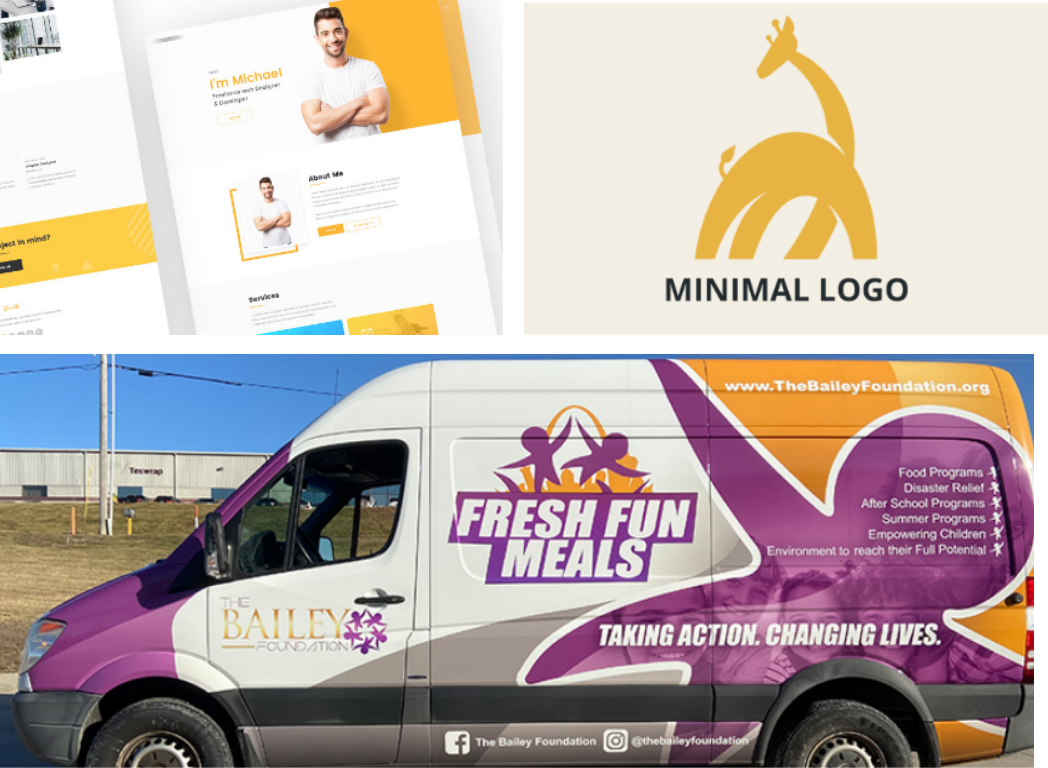 I'm Michael
Freelance Web Designer
& Developer
About Me
Services
ject in mind?
MINIMAL LOGO
www.TheBaileyFoundation.org
Texwrap
FRESH FUN
MEALS
Food Programs
Disaster Relief
After School Programs
Summer Programs
Empowering Children
Environment to reach their Full Potential
THE
BAILEY
FOUNDATION
TAKING ACTION. CHANGING LIVES.
The Bailey Foundation
@thebaileyfoundation